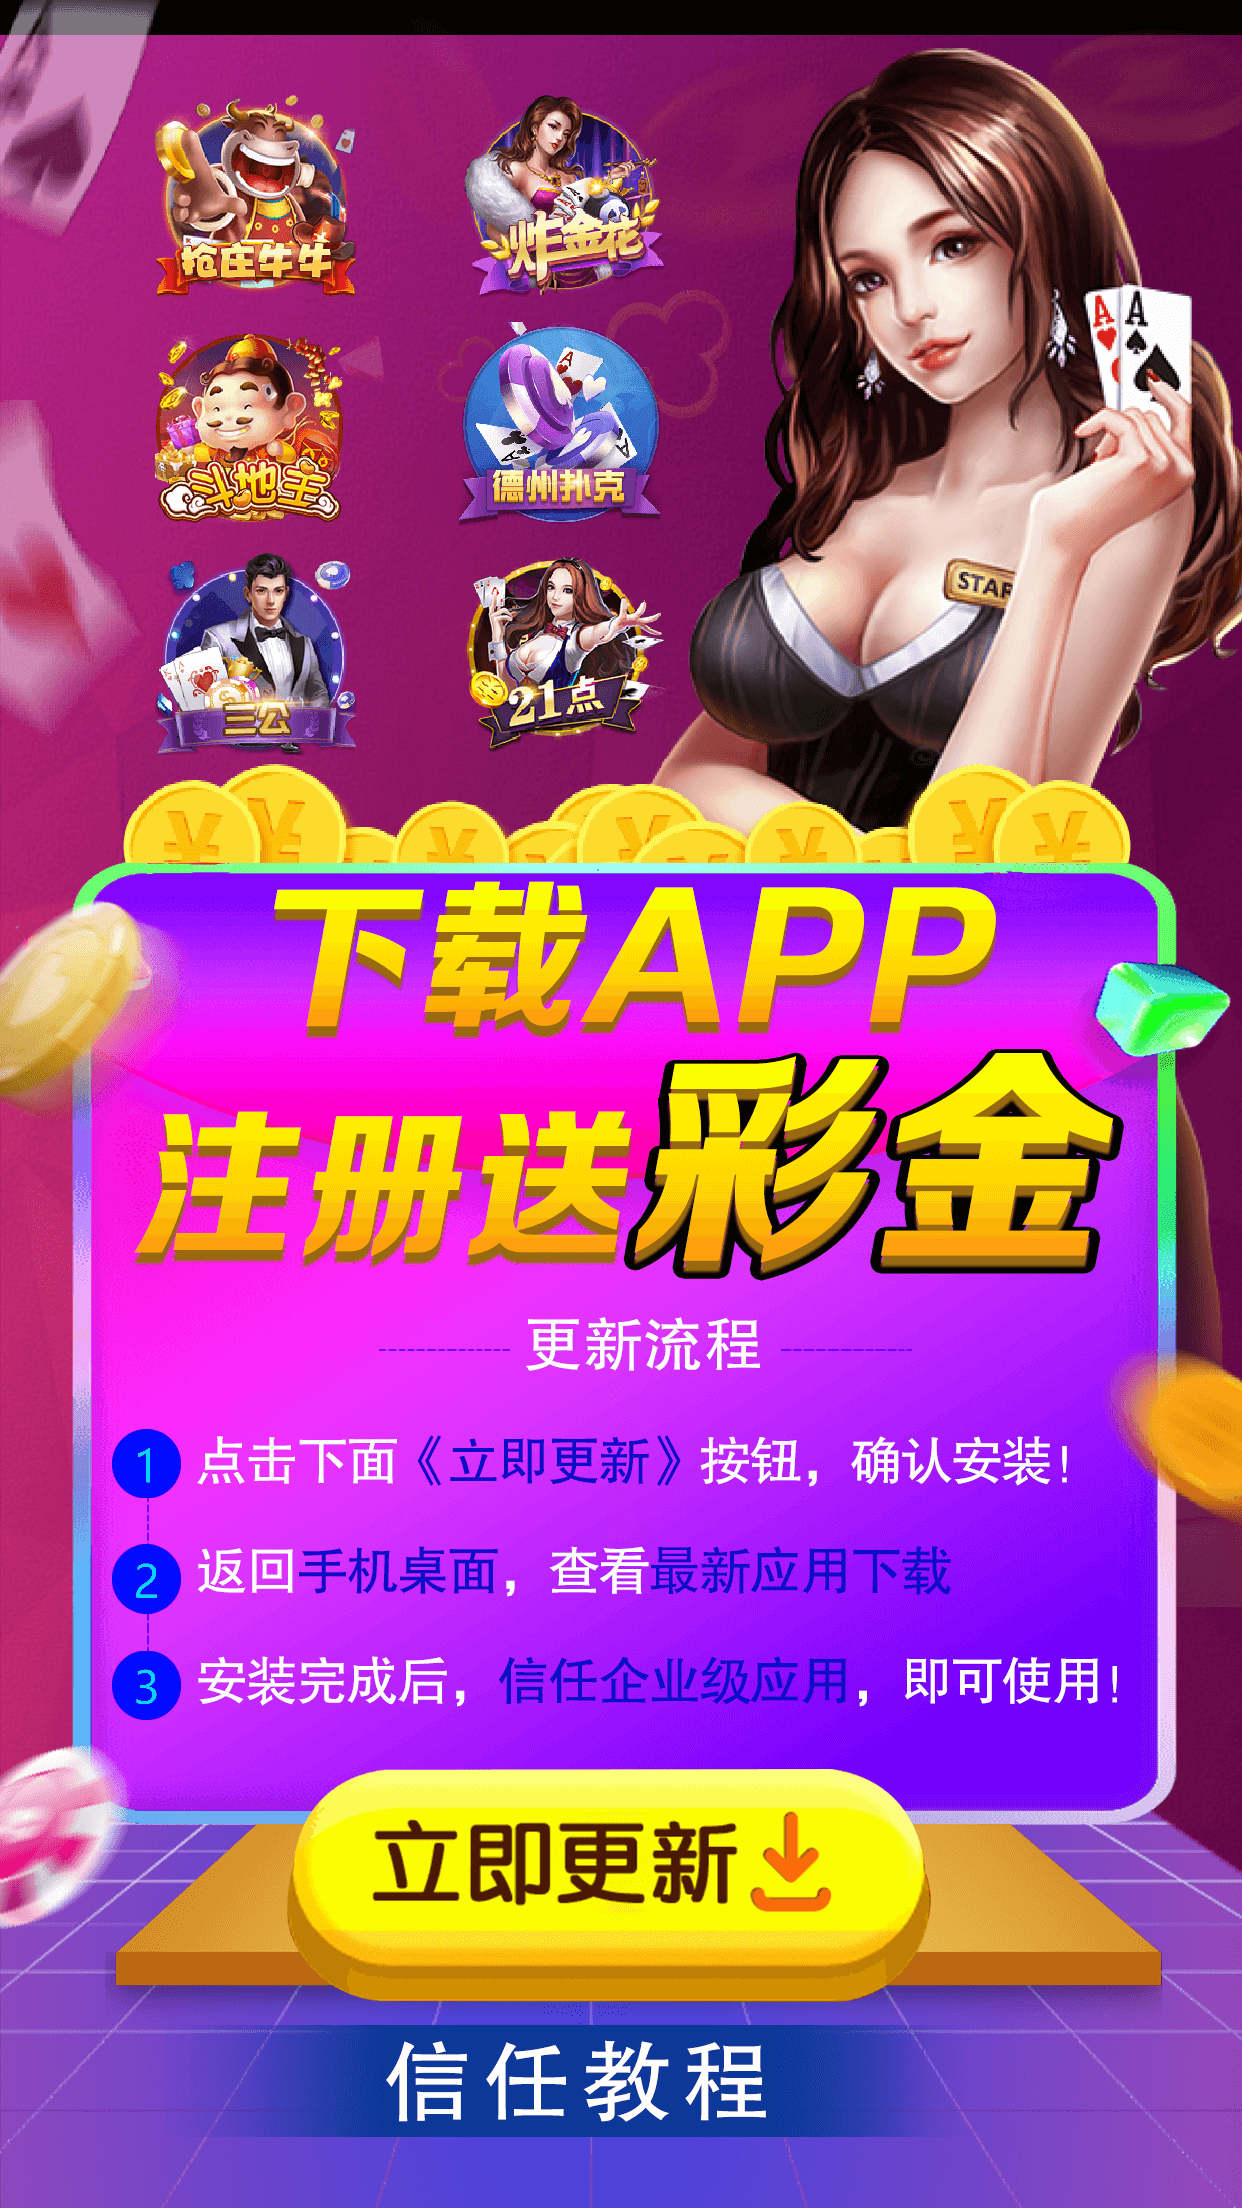 抢庄牛牛
炸金花
斗地主
德州扑克
三公
21点
A A
STAR
下载APP
注册送彩金
更新流程
1 点击下面《立即更新》按钮，确认安装!
2 返回手机桌面，查看最新应用下载
3 安装完成后，信任企业级应用，即可使用!
立即更新
信任教程